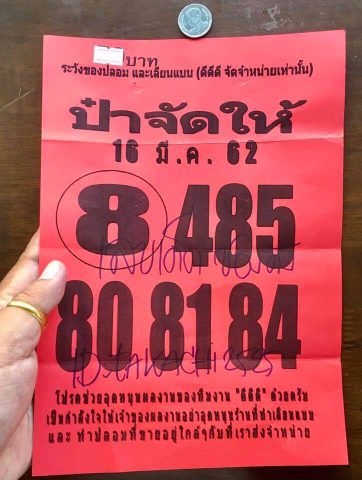 บาท
ระวังของปลอม และเลียนแบบ (ดีดีดี จัดจำหน่ายเท่านั้น)
ป๋าจัดให้
16 มี.ค. 62
8 485
80 81 84
โปรดช่วยอุดหนุนผลงานของทีมงาน "ดีดีดี" ด้วยครับ
เป็นกำลังใจให้เจ้าของผลงานอย่าอุดหนุนร้านที่ทำเลียนแบบ
และ ทำปลอมที่ขายอยู่ใกล้ๆกับที่เราส่งจำหน่าย